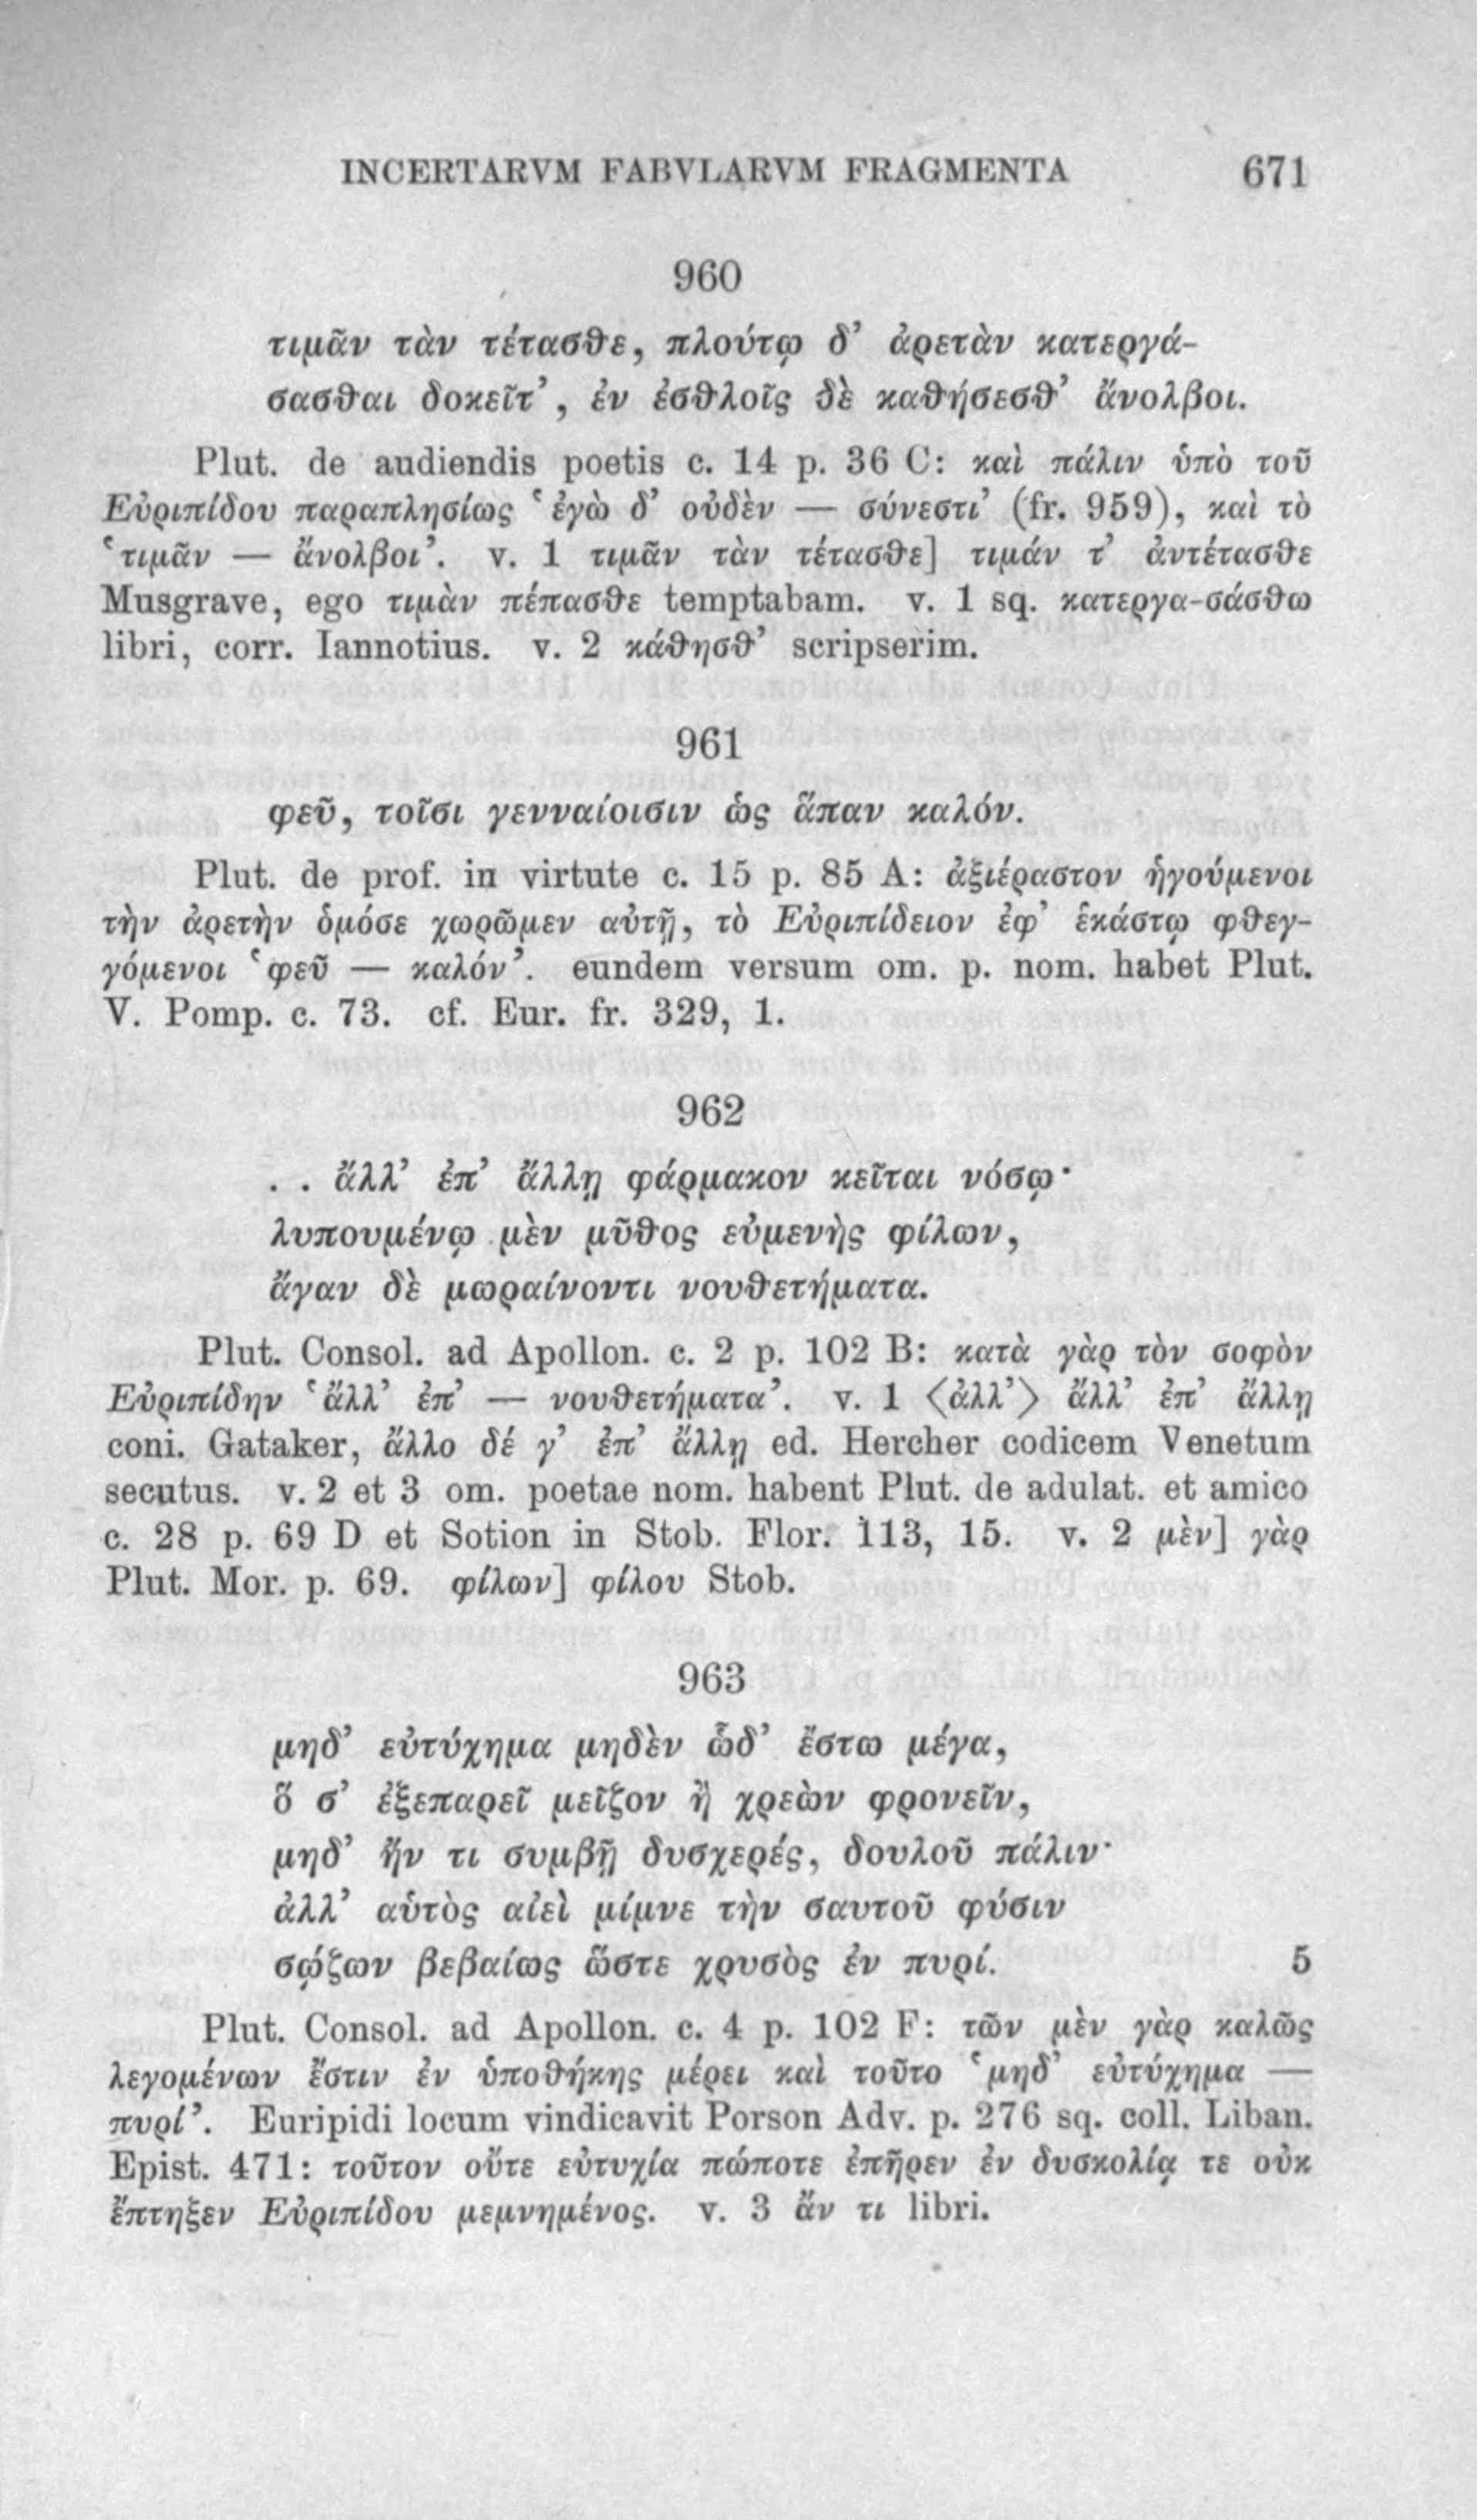 INCERTARVM FABVLARVM FRAGMENTA 671
960
τιμᾶν τὰν τέτασθε, πλούτῳ δ’ ἀρετὰν κατεργά-
σασθαι δοκεῖτ’, ἐν ἐσθλοῖς δὲ καθήσεσθ’ ἄνολβοι.
Plut. de audiendis poetis c. 14 p. 36 C: καὶ πάλιν ὑπὸ τοῦ
Εὐριπίδου παραπλησίως ‘ἐγὼ δ’ οὐδὲν — σύνεστι’ (fr. 959), καὶ τὸ
‘τιμᾶν — ἄνολβοι’. v. 1 τιμᾶν τὰν τέτασθε] τιμάν τ’ ἀντέτασθε
Musgrave, ego τιμὰν πέπασθε temptabam. v. 1 sq. κατεργα-σάσθω
libri, corr. Iannotius. v. 2 κάθησθ’ scripserim.
961
φεῦ, τοῖσι γενναίοισιν ὡς ἅπαν καλόν.
Plut. de prof. in virtute c. 15 p. 85 A: ἀξιέραστον ἡγούμενοι
τὴν ἀρετὴν ὁμόσε χωρῶμεν αὐτῇ, τὸ Εὐριπίδειον ἐφ’ ἑκάστῳ φθεγ-
γόμενοι ‘φεῦ — καλόν’. eundem versum om. p. nom. habet Plut.
V. Pomp. c. 73. cf. Eur. fr. 329, 1.
962
. . ἄλλ’ ἐπ’ ἄλλῃ φάρμακον κεῖται νόσῳ·
λυπουμένῳ μὲν μῦθος εὐμενὴς φίλων,
ἄγαν δὲ μωραίνοντι νουθετήματα.
Plut. Consol. ad Apollon. c. 2 p. 102 B: κατὰ γὰρ τὸν σοφὸν
Εὐριπίδην ‘ἄλλ’ ἐπ’ — νουθετήματα’. v. 1 ⟨ἀλλ’⟩ ἄλλ’ ἐπ’ ἄλλῃ
coni. Gataker, ἄλλο δέ γ’ ἐπ’ ἄλλῃ ed. Hercher codicem Venetum
secutus. v. 2 et 3 om. poetae nom. habent Plut. de adulat. et amico
c. 28 p. 69 D et Sotion in Stob. Flor. 113, 15. v. 2 μὲν] γὰρ
Plut. Mor. p. 69. φίλων] φίλου Stob.
963
μηδ’ εὐτύχημα μηδὲν ὧδ’ ἔστω μέγα,
ὅ σ’ ἐξεπαρεῖ μεῖζον ἢ χρεὼν φρονεῖν,
μηδ’ ἤν τι συμβῇ δυσχερές, δουλοῦ πάλιν·
ἀλλ’ αὑτὸς αἰεὶ μίμνε τὴν σαυτοῦ φύσιν
σῴζων βεβαίως ὥστε χρυσὸς ἐν πυρί. 5
Plut. Consol. ad Apollon. c. 4 p. 102 F: τῶν μὲν γὰρ καλῶς
λεγομένων ἔστιν ἐν ὑποθήκης μέρει καὶ τοῦτο ‘μηδ’ εὐτύχημα —
πυρί’. Euripidi locum vindicavit Porson Adv. p. 276 sq. coll. Liban.
Epist. 471: τοῦτον οὔτε εὐτυχία πώποτε ἐπῆρεν ἐν δυσκολίᾳ τε οὐκ
ἔπτηξεν Εὐριπίδου μεμνημένος. v. 3 ἄν τι libri.